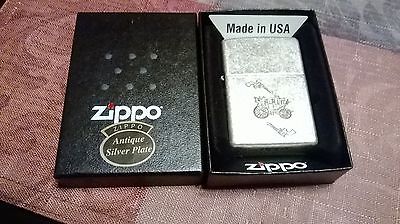 zippo
ZIPPO
Antique
Silver Plate
Made in USA
zippo